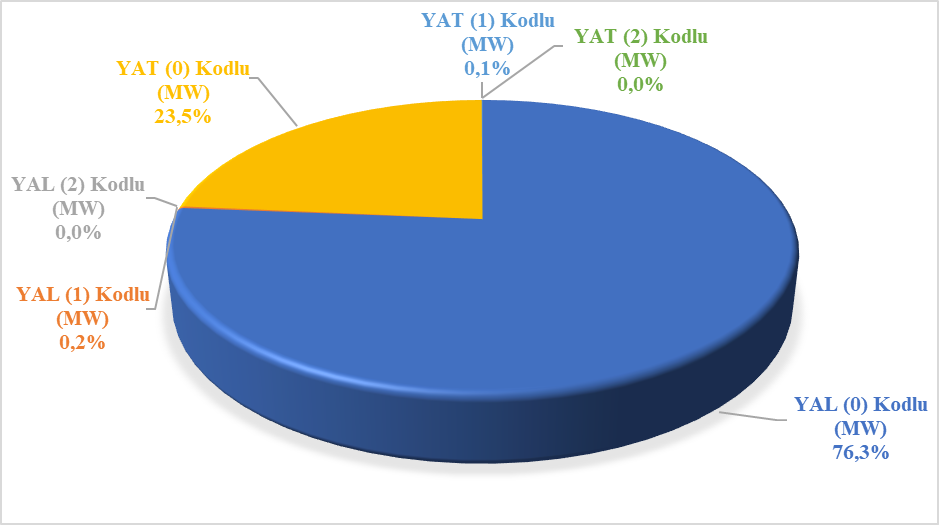 YAT (1) Kodlu
(MW)
0,1%
YAT (2) Kodlu
(MW)
0,0%
YAT (0) Kodlu
(MW)
23,5%
YAL (2) Kodlu
(MW)
0,0%
YAL (1) Kodlu
(MW)
0,2%
YAL (0) Kodlu
(MW)
76,3%